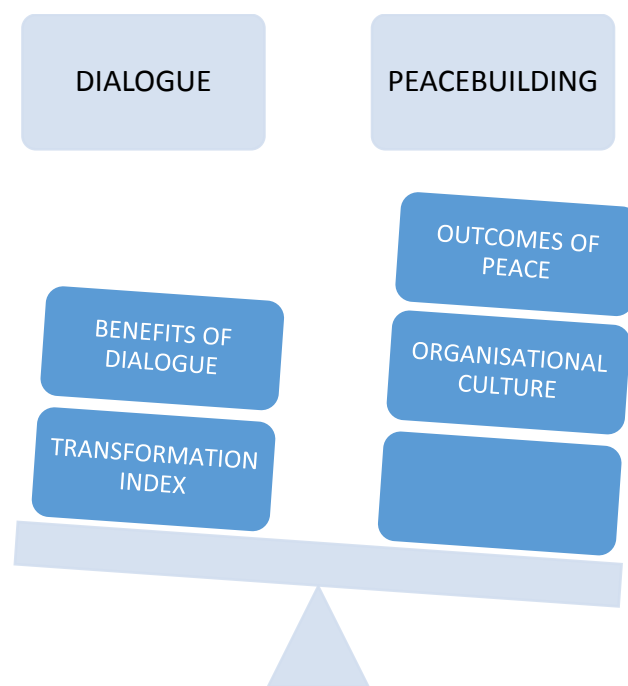 DIALOGUE
PEACEBUILDING
OUTCOMES OF
PEACE
BENEFITS OF
DIALOGUE
ORGANISATIONAL
CULTURE
TRANSFORMATION
INDEX